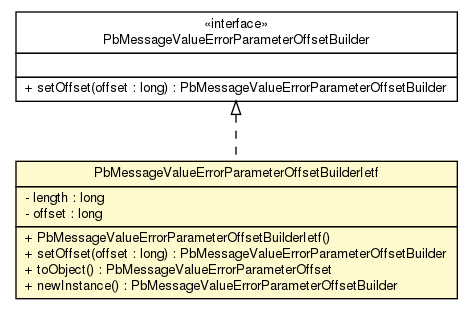 «interface»
PbMessageValueErrorParameterOffsetBuilder
+ setOffset(offset : long) : PbMessageValueErrorParameterOffsetBuilder
PbMessageValueErrorParameterOffsetBuilderIetf
- length : long
- offset : long
+ PbMessageValueErrorParameterOffsetBuilderIetf()
+ setOffset(offset : long) : PbMessageValueErrorParameterOffsetBuilder
+ toObject() : PbMessageValueErrorParameterOffset
+ newInstance() : PbMessageValueErrorParameterOffsetBuilder